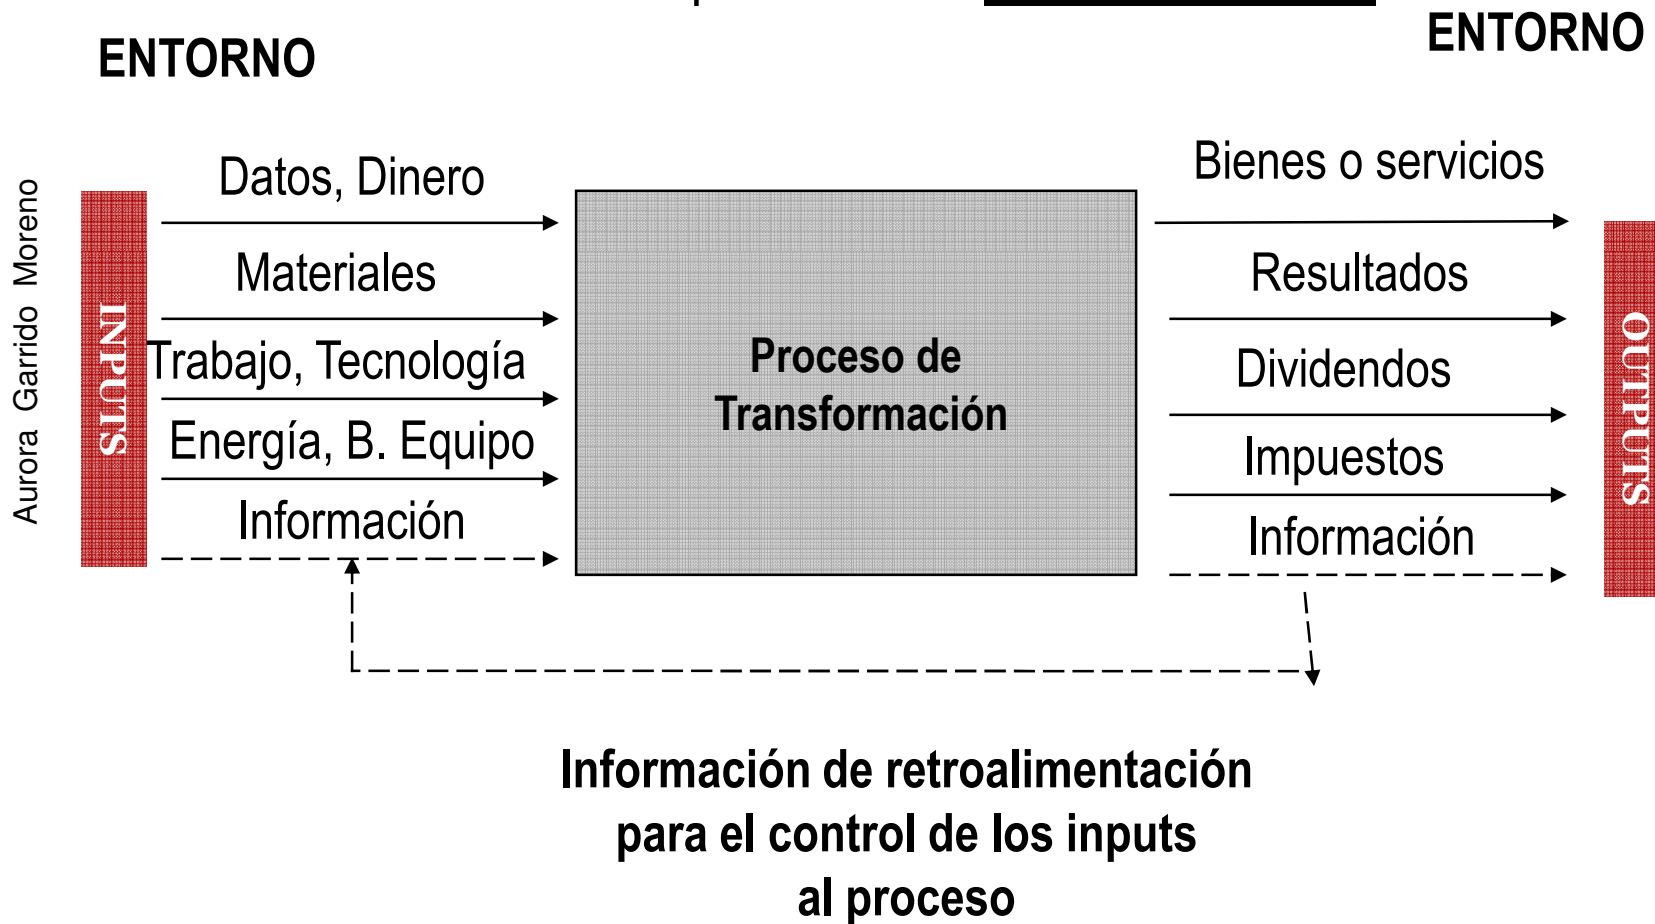 ENTORNO
ENTORNO
Aurora Garrido Moreno
INPUTS
Datos, Dinero
Materiales
Trabajo, Tecnología
Energía, B. Equipo
Información
Proceso de
Transformación
Bienes o servicios
Resultados
Dividendos
Impuestos
Información
OUTPUTS
Información de retroalimentación
para el control de los inputs
al proceso